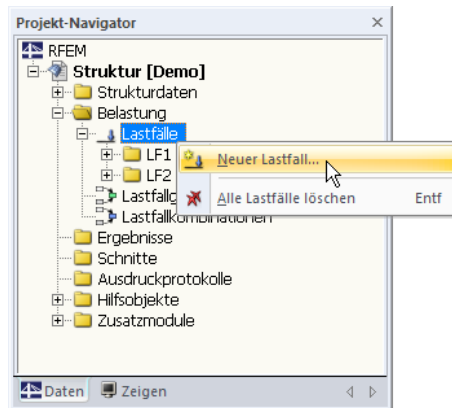 Projekt-Navigator
RFEM
Struktur [Demo]
Strukturdaten
Belastung
Lastfälle
LF1
Neuer Lastfall...
LF2
Alle Lastfälle löschen Entf
Lastfallkombinationen
Ergebnisse
Schnitte
Ausdruckprotokolle
Hilfsobjekte
Zusatzmodule
Daten Zeigen